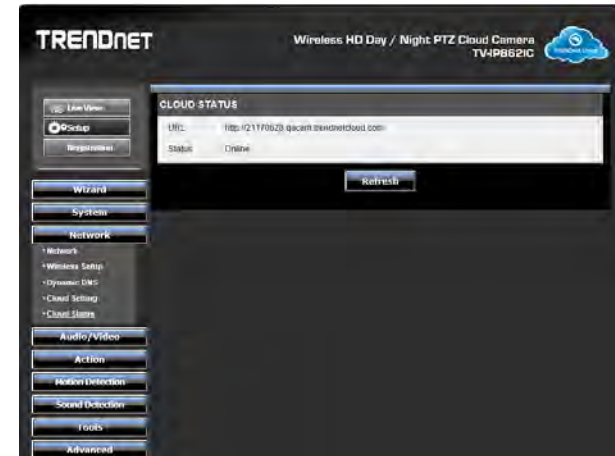 TRENDNET
Wireless HD Day / Night PTZ Cloud Camera
TV-IP862IC
Live View
Setup
CLOUD STATUS
URL:
Status: Online
Refresh
Wizard
System
Network
• Network
• Wireless Setup
• Dynamic DNS
• Cloud Setting
• Cloud Status
Audio/Video
Action
Motion Detection
Sound Detection
Tools
Advanced